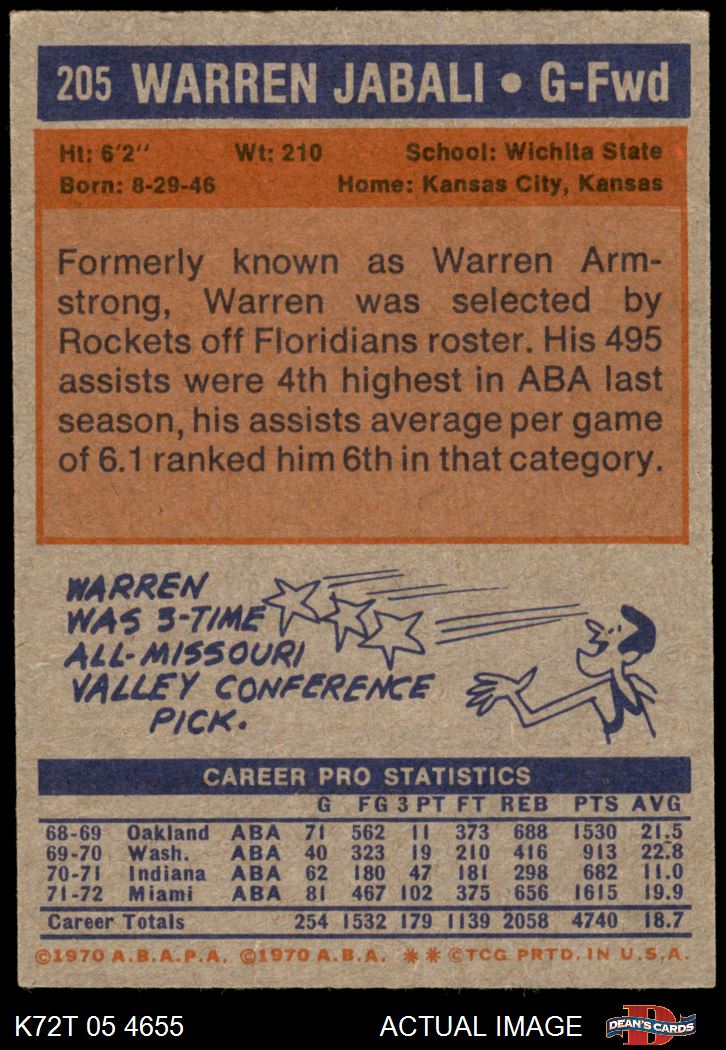 205 WARREN JABALI • G-Fwd
Ht: 6'2" Wt: 210 School: Wichita State
Born: 8-29-46 Home: Kansas City, Kansas
Formerly known as Warren Arm-
strong, Warren was selected by
Rockets off Floridians roster. His 495
assists were 4th highest in ABA last
season, his assists average per game
of 6.1 ranked him 6th in that category.
WARREN
WAS 3-TIME
ALL-MISSOURI
VALLEY CONFERENCE
PICK.
CAREER PRO STATISTICS
G FG 3 PT FT REB PTS AVG
68-69 Oakland ABA 71 562 11 373 688 1530 21.5
69-70 Wash. ABA 40 323 19 210 416 913 22.8
70-71 Indiana ABA 62 180 47 181 298 682 11.0
71-72 Miami ABA 81 467 102 375 656 1615 19.9
Career Totals 254 1532 179 1139 2058 4740 18.7
©1970 A.B.A.P.A. ©1970 A.B.A. ** ©TCG PRTD. IN U.S.A.
K72T 05 4655 ACTUAL IMAGE D DEAN'S CARDS